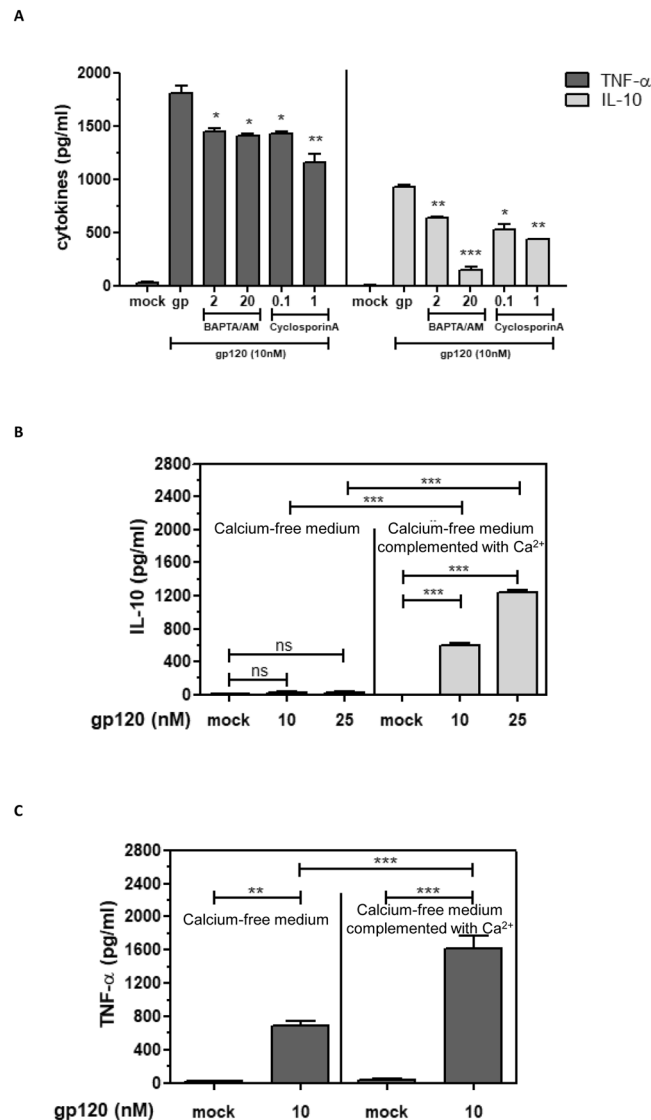 A
TNF-α
IL-10
cytokines (pg/ml)
2000
1500
1000
500
0
* * * **
** *** * **
mock gp 2 20 0.1 1 mock gp 2 20 0.1 1
BAPTA/AM CyclosporinA BAPTA/AM CyclosporinA
gp120 (10nM) gp120 (10nM)
B
IL-10 (pg/ml)
2800
2400
2000
1600
1200
800
400
0
***
***
Calcium-free medium
Calcium-free medium
complemented with Ca²⁺
***
***
ns
ns
gp120 (nM) mock 10 25 mock 10 25
C
TNF-α (pg/ml)
2800
2400
2000
1600
1200
800
400
0
***
** ***
Calcium-free medium
Calcium-free medium
complemented with Ca²⁺
gp120 (nM) mock 10 mock 10